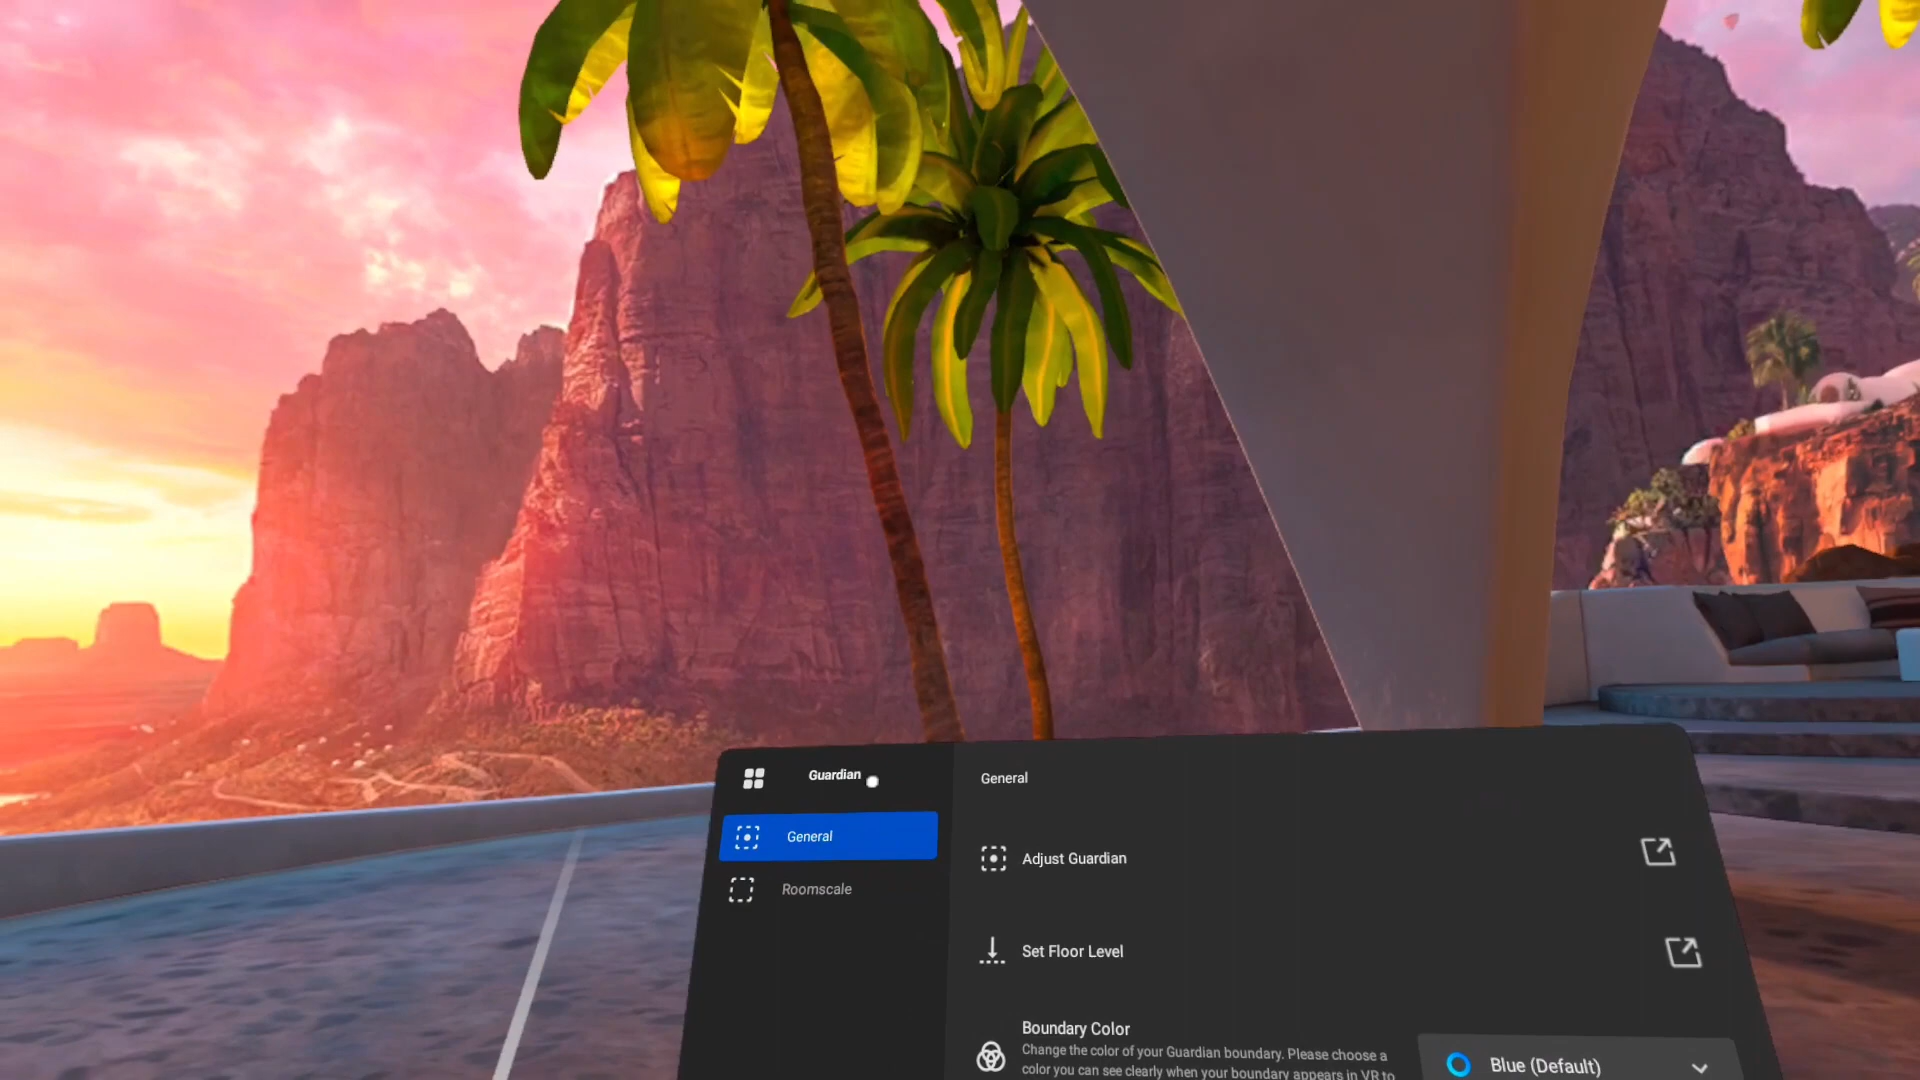 Guardian
General
Roomscale
General
Adjust Guardian
Set Floor Level
Boundary Color
Change the color of your Guardian boundary. Please choose a
color you can see clearly when your boundary appears in VR to
Blue (Default)